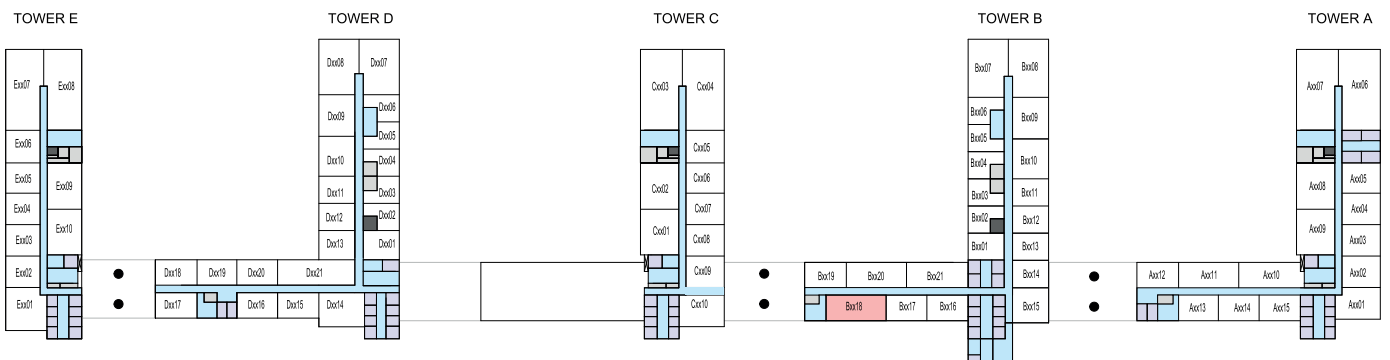 TOWER E
TOWER D
TOWER C
TOWER B
TOWER A
Exx07
Exx08
Exx06
Exx05
Exx09
Exx04
Exx03
Exx10
Exx02
Exx01
Dxx08
Dxx07
Dxx09
Dxx06
Dxx05
Dxx10
Dxx04
Dxx11
Dxx03
Dxx12
Dxx02
Dxx13
Dxx01
Dxx18
Dxx19
Dxx20
Dxx21
Dxx17
Dxx16
Dxx15
Dxx14
Cxx03
Cxx04
Cxx05
Cxx02
Cxx06
Cxx07
Cxx01
Cxx08
Cxx09
Cxx10
Bxx07
Bxx08
Bxx06
Bxx09
Bxx05
Bxx04
Bxx10
Bxx03
Bxx11
Bxx02
Bxx12
Bxx01
Bxx13
Bxx19
Bxx20
Bxx21
Bxx14
Bxx18
Bxx17
Bxx16
Bxx15
Axx07
Axx06
Axx08
Axx05
Axx04
Axx09
Axx03
Axx12
Axx11
Axx10
Axx02
Axx13
Axx14
Axx15
Axx01